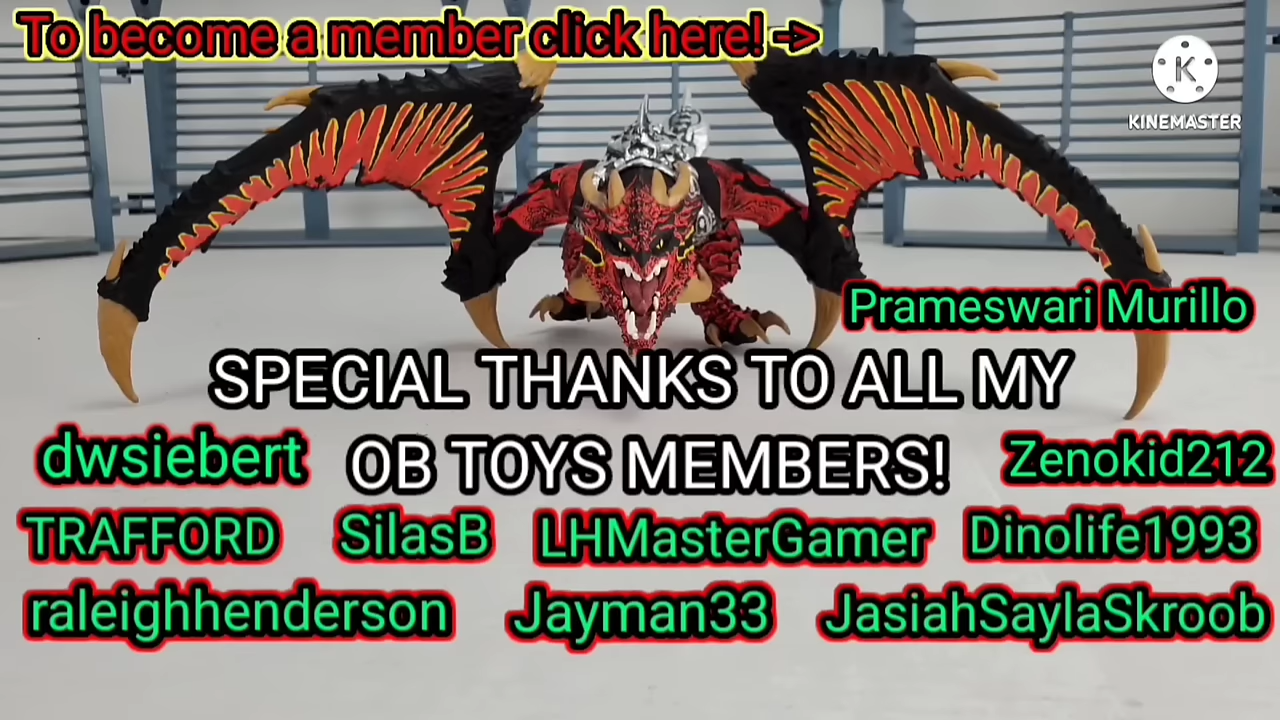 To become a member click here! ->
K
KINEMASTER
Prameswari Murillo
SPECIAL THANKS TO ALL MY
dwsiebert
OB TOYS MEMBERS!
Zenokid212
TRAFFORD
SilasB
LHMasterGamer
Dinolife1993
raleighhenderson
Jayman33
JasiahSaylaSkroob